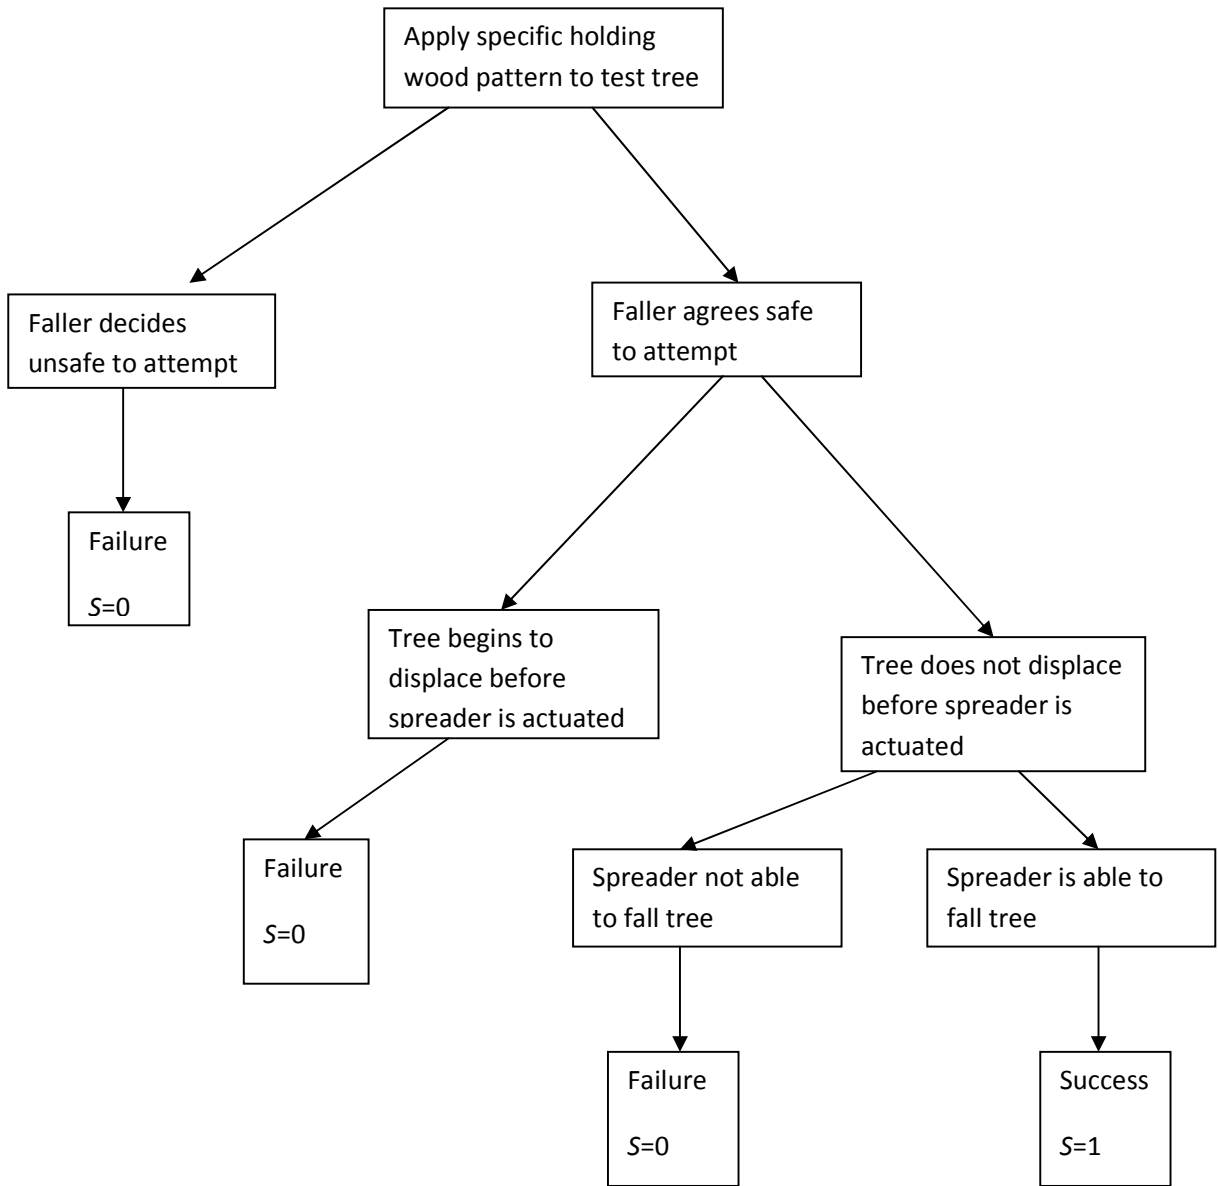 Apply specific holding
wood pattern to test tree
Faller decides
unsafe to attempt
Faller agrees safe
to attempt
Failure
S=0
Tree begins to
displace before
spreader is actuated
Tree does not displace
before spreader is
actuated
Failure
S=0
Spreader not able
to fall tree
Spreader is able to
fall tree
Failure
S=0
Success
S=1